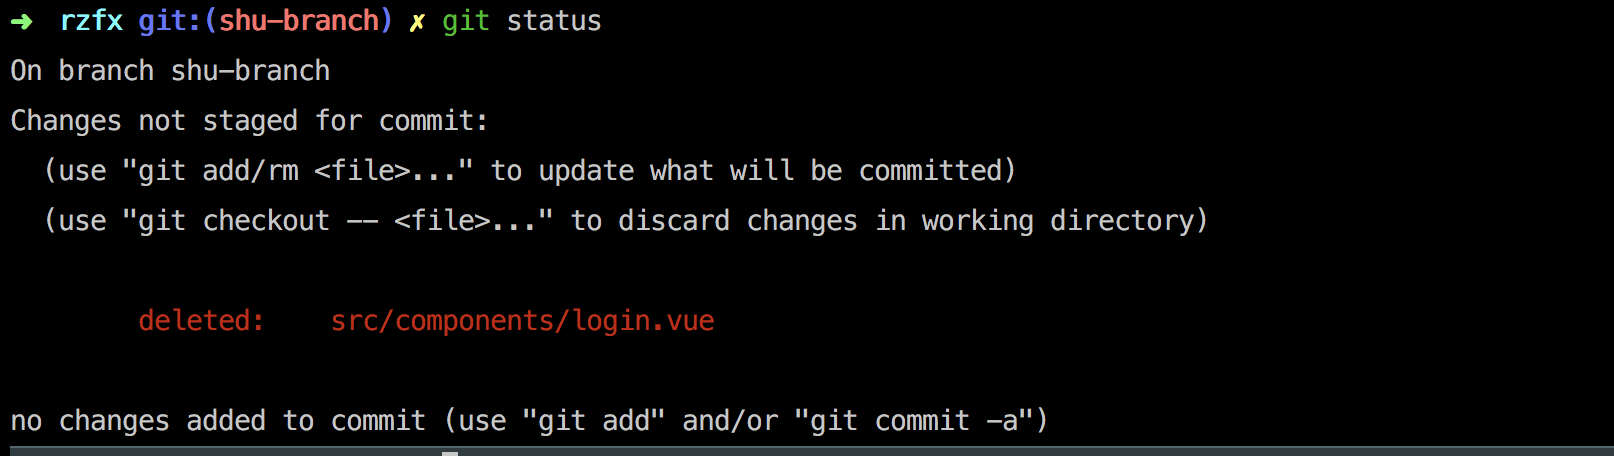 ➜  rzfx git:(shu-branch) ✗ git status
On branch shu-branch
Changes not staged for commit:
  (use "git add/rm <file>..." to update what will be committed)
  (use "git checkout -- <file>..." to discard changes in working directory)
        deleted:    src/components/login.vue
no changes added to commit (use "git add" and/or "git commit -a")